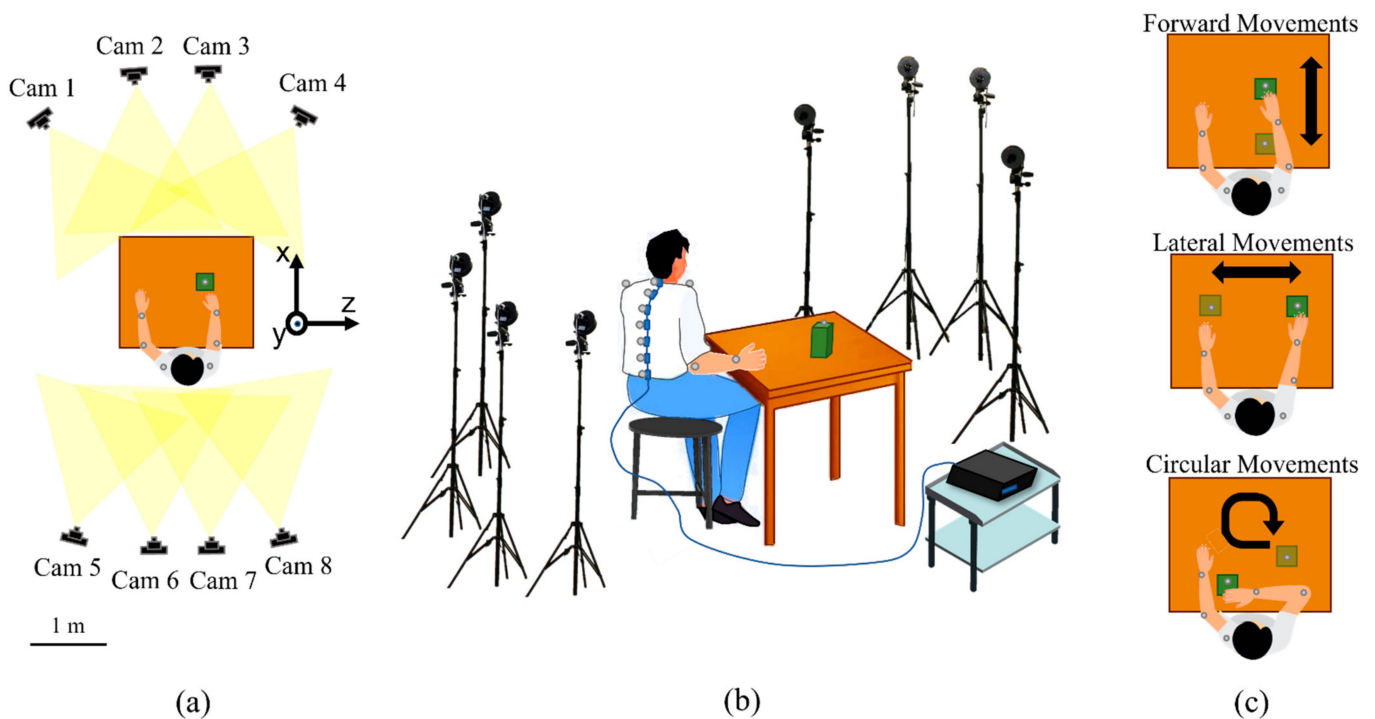 Cam 1
Cam 2
Cam 3
Cam 4
x
z
y
Cam 5
Cam 6
Cam 7
Cam 8
1 m
(a)
(b)
Forward Movements
Lateral Movements
Circular Movements
(c)